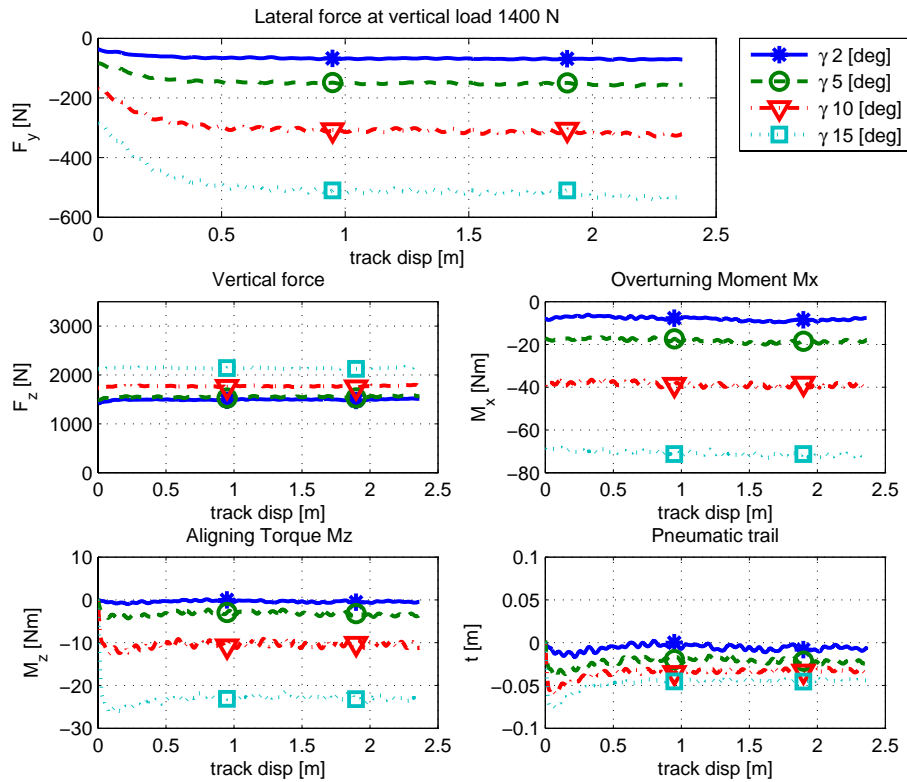 Lateral force at vertical load 1400 N
0
−200
−400
−600
F_y [N]
0 0.5 1 1.5 2 2.5
track disp [m]
γ 2 [deg]
γ 5 [deg]
γ 10 [deg]
γ 15 [deg]
Vertical force
3000
2000
1000
0
F_z [N]
0 0.5 1 1.5 2 2.5
track disp [m]
Overturning Moment Mx
0
−20
−40
−60
−80
M_x [Nm]
0 0.5 1 1.5 2 2.5
track disp [m]
Aligning Torque Mz
10
0
−10
−20
−30
M_z [Nm]
0 0.5 1 1.5 2 2.5
track disp [m]
Pneumatic trail
0.1
0.05
0
−0.05
−0.1
t [m]
0 0.5 1 1.5 2 2.5
track disp [m]